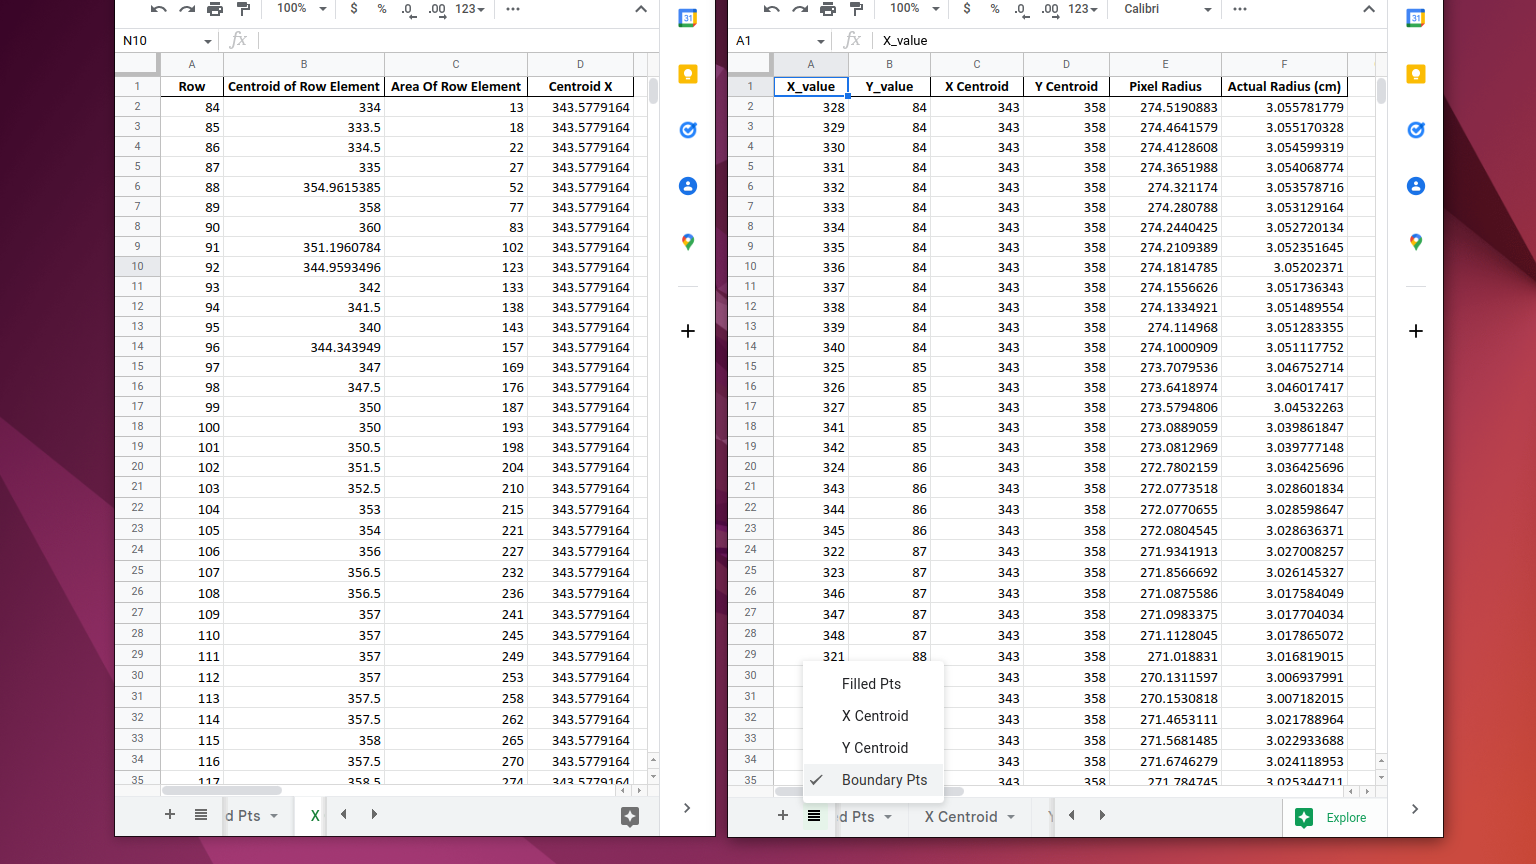 100% $ % .0 .00 123
N10 fx
A B C D
1 Row Centroid of Row Element Area Of Row Element Centroid X
2 84 334 13 343.5779164
3 85 333.5 18 343.5779164
4 86 334.5 22 343.5779164
5 87 335 27 343.5779164
6 88 354.9615385 52 343.5779164
7 89 358 77 343.5779164
8 90 360 83 343.5779164
9 91 351.1960784 102 343.5779164
10 92 344.9593496 123 343.5779164
11 93 342 133 343.5779164
12 94 341.5 138 343.5779164
13 95 340 143 343.5779164
14 96 344.343949 157 343.5779164
15 97 347 169 343.5779164
16 98 347.5 176 343.5779164
17 99 350 187 343.5779164
18 100 350 193 343.5779164
19 101 350.5 198 343.5779164
20 102 351.5 204 343.5779164
21 103 352.5 210 343.5779164
22 104 353 215 343.5779164
23 105 354 221 343.5779164
24 106 356 227 343.5779164
25 107 356.5 232 343.5779164
26 108 356.5 236 343.5779164
27 109 357 241 343.5779164
28 110 357 245 343.5779164
29 111 357 249 343.5779164
30 112 357 253 343.5779164
31 113 357.5 258 343.5779164
32 114 357.5 262 343.5779164
33 115 358 265 343.5779164
34 116 357.5 270 343.5779164
35 117 358.5 274 343.5779164
d Pts X
31
100% $ % .0 .00 123 Calibri
A1 fx X_value
A B C D E F
1 X_value Y_value X Centroid Y Centroid Pixel Radius Actual Radius (cm)
2 328 84 343 358 274.5190883 3.055781779
3 329 84 343 358 274.4641579 3.055170328
4 330 84 343 358 274.4128608 3.054599319
5 331 84 343 358 274.3651988 3.054068774
6 332 84 343 358 274.321174 3.053578716
7 333 84 343 358 274.280788 3.053129164
8 334 84 343 358 274.2440425 3.052720134
9 335 84 343 358 274.2109389 3.052351645
10 336 84 343 358 274.1814785 3.05202371
11 337 84 343 358 274.1556626 3.051736343
12 338 84 343 358 274.1334921 3.051489554
13 339 84 343 358 274.114968 3.051283355
14 340 84 343 358 274.1000909 3.051117752
15 325 85 343 358 273.7079536 3.046752714
16 326 85 343 358 273.6418974 3.046017417
17 327 85 343 358 273.5794806 3.04532263
18 341 85 343 358 273.0889059 3.039861847
19 342 85 343 358 273.0812969 3.039777148
20 324 86 343 358 272.7802159 3.036425696
21 343 86 343 358 272.0773518 3.028601834
22 344 86 343 358 272.0770655 3.028598647
23 345 86 343 358 272.0804545 3.028636371
24 322 87 343 358 271.9341913 3.027008257
25 323 87 343 358 271.8566692 3.026145327
26 346 87 343 358 271.0875586 3.017584049
27 347 87 343 358 271.0983375 3.017704034
28 348 87 343 358 271.1128045 3.017865072
29 321 88 343 358 271.018831 3.016819015
30 343 358 270.1311597 3.006937991
31 343 358 270.1530818 3.007182015
32 343 358 271.4653111 3.021788964
33 343 358 271.5681485 3.022933688
34 343 358 271.6746279 3.024118953
35 343 358 271.784745 3.025344711
Filled Pts
X Centroid
Y Centroid
Boundary Pts
d Pts X Centroid
Explore
31